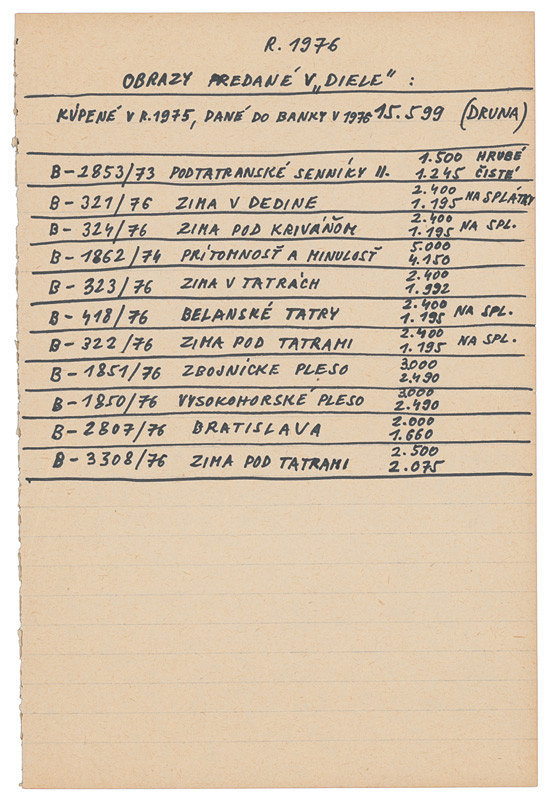 R. 1976
OBRAZY PREDANÉ V „DIELE" :
KÚPENÉ V R.1975, DANÉ DO BANKY V 1976 15.599 (DRUNA)
B-2853/73 PODTATRANSKÉ SENNÍKY II. 1.500 HRUBÉ
1.245 ČISTÉ
B-321/76 ZIMA V DEDINE 2.400
1.195 NA SPLÁTKY
B-324/76 ZIMA POD KRIVÁŇOM 2.400
1.195 NA SPL.
B-1862/74 PRÍTOMNOSŤ A MINULOSŤ 5.000
4.150
B-323/76 ZIMA V TATRÁCH 2.400
1.992
B-418/76 BELANSKÉ TATRY 2.400
1.195 NA SPL.
B-322/76 ZIMA POD TATRAMI 2.400
1.195 NA SPL.
B-1851/76 ZBOJNÍCKE PLESO 3.000
2.490
B-1850/76 VYSOKOHORSKÉ PLESO 3.000
2.490
B-2807/76 BRATISLAVA 2.000
1.660
B-3308/76 ZIMA POD TATRAMI 2.500
2.075